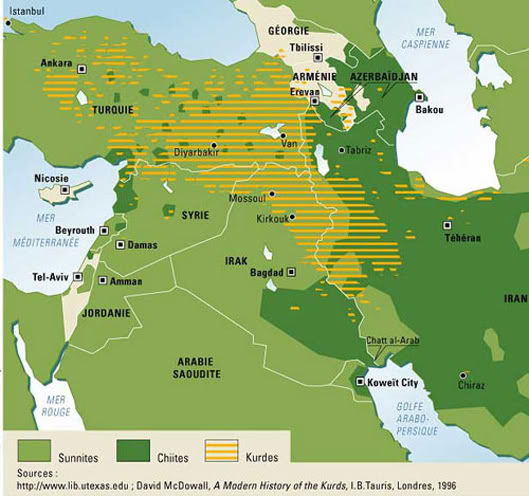 Istanbul
GÉORGIE
Tbilissi
MER
CASPIENNE
Ankara
ARMÉNIE
AZERBAÏDJAN
Erevan
Bakou
TURQUIE
Diyarbakir
Van
Tabriz
Nicosie
Mossoul
Kirkouk
SYRIE
MER
MÉDITERRANÉE
Beyrouth
Damas
Téhéran
IRAK
Bagdad
Tel-Aviv
Amman
IRAN
JORDANIE
Chatt al-Arab
ARABIE
SAOUDITE
Koweït City
Chiraz
MER
ROUGE
GOLFE
ARABO-
PERSIQUE
Sunnites
Chiites
Kurdes
Sources :
http://www.lib.utexas.edu ; David McDowall, A Modern History of the Kurds, I.B.Tauris, Londres, 1996